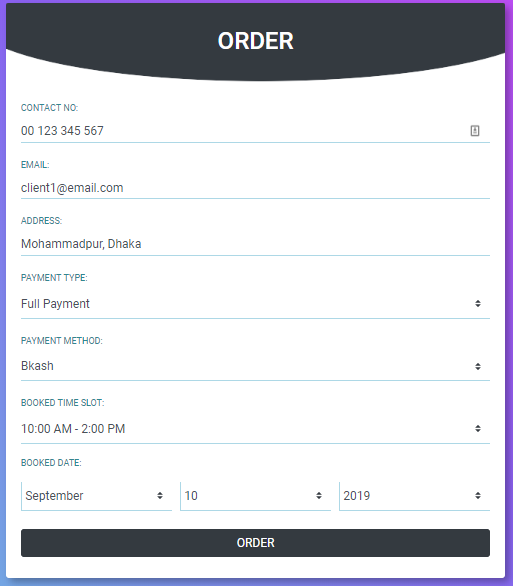 ORDER
CONTACT NO:
00 123 345 567
EMAIL:
client1@email.com
ADDRESS:
Mohammadpur, Dhaka
PAYMENT TYPE:
Full Payment
PAYMENT METHOD:
Bkash
BOOKED TIME SLOT:
10:00 AM - 2:00 PM
BOOKED DATE:
September 10 2019
ORDER